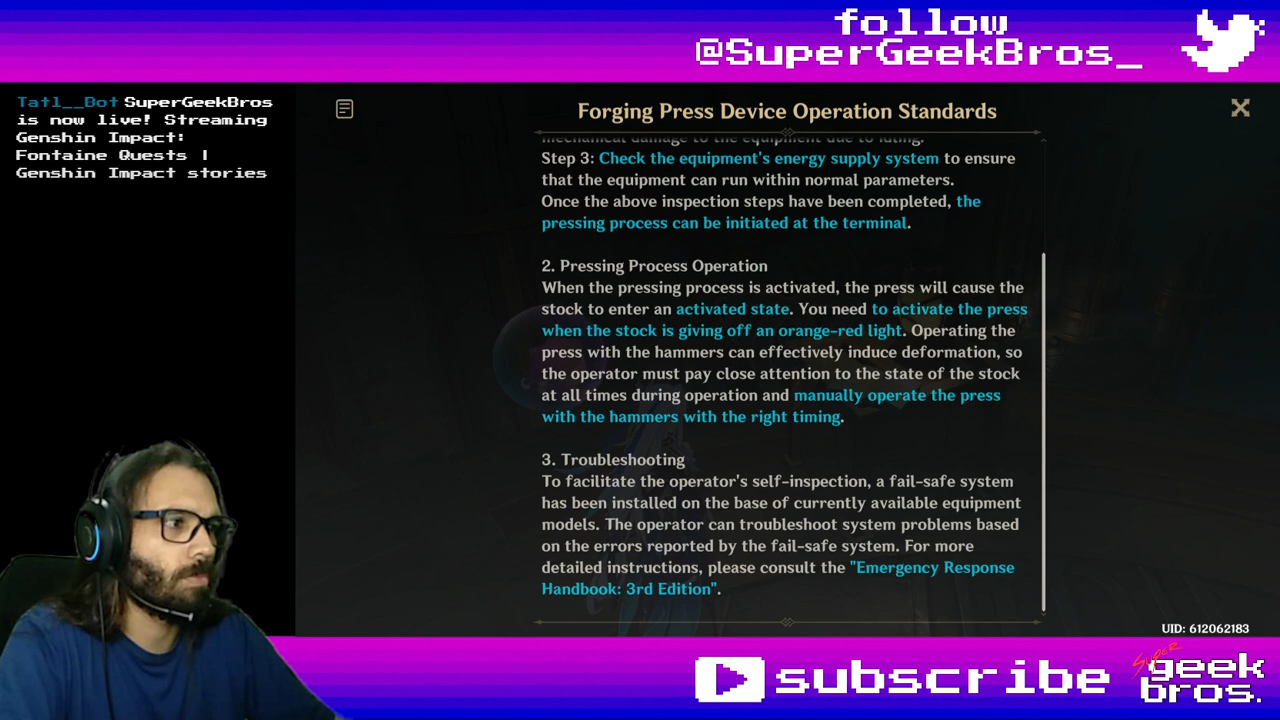 follow
@SuperGeekBros_
Tatl__Bot SuperGeekBros
is now live! Streaming
Genshin Impact:
Fontaine Quests |
Genshin Impact stories
Forging Press Device Operation Standards
mechanical damage to the equipment due to idling.
Step 3: Check the equipment's energy supply system to ensure
that the equipment can run within normal parameters.
Once the above inspection steps have been completed, the
pressing process can be initiated at the terminal.
2. Pressing Process Operation
When the pressing process is activated, the press will cause the
stock to enter an activated state. You need to activate the press
when the stock is giving off an orange-red light. Operating the
press with the hammers can effectively induce deformation, so
the operator must pay close attention to the state of the stock
at all times during operation and manually operate the press
with the hammers with the right timing.
3. Troubleshooting
To facilitate the operator's self-inspection, a fail-safe system
has been installed on the base of currently available equipment
models. The operator can troubleshoot system problems based
on the errors reported by the fail-safe system. For more
detailed instructions, please consult the "Emergency Response
Handbook: 3rd Edition".
UID: 612062183
subscribe
super
geek
bros.